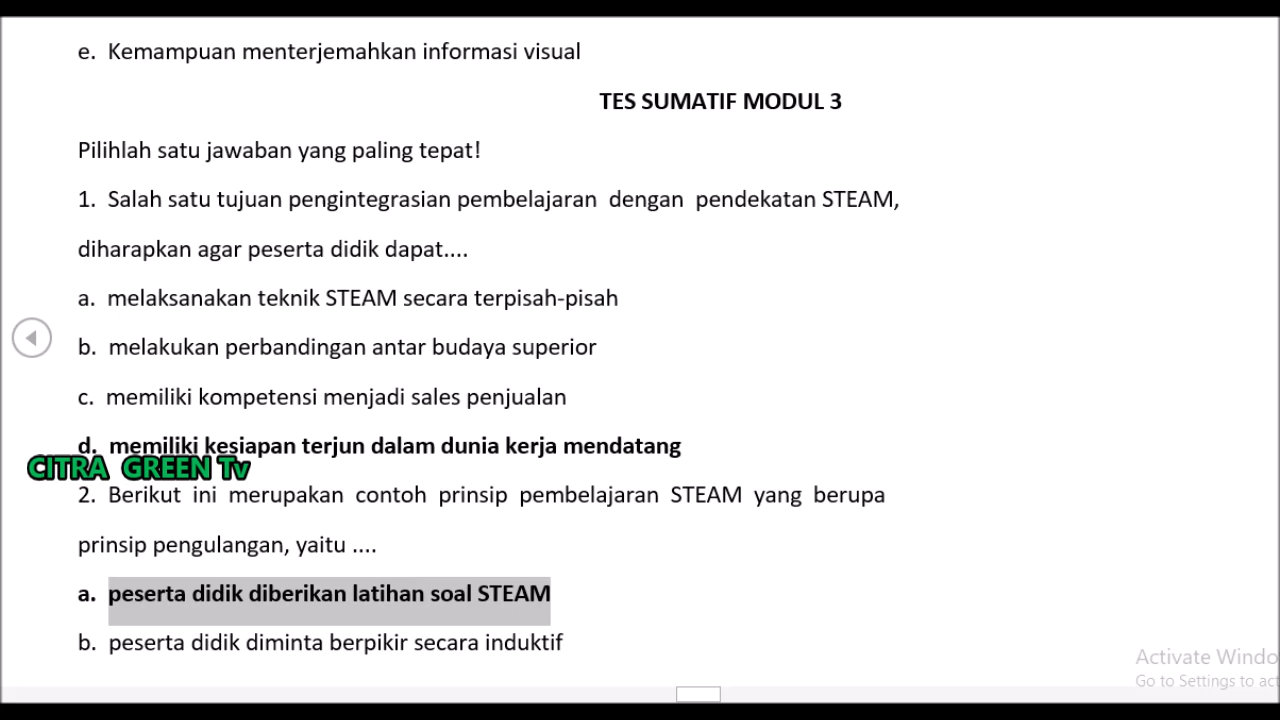 e. Kemampuan menterjemahkan informasi visual
TES SUMATIF MODUL 3
Pilihlah satu jawaban yang paling tepat!
1. Salah satu tujuan pengintegrasian pembelajaran dengan pendekatan STEAM,
diharapkan agar peserta didik dapat....
a. melaksanakan teknik STEAM secara terpisah-pisah
b. melakukan perbandingan antar budaya superior
c. memiliki kompetensi menjadi sales penjualan
d. memiliki kesiapan terjun dalam dunia kerja mendatang
CITRA GREEN Tv
2. Berikut ini merupakan contoh prinsip pembelajaran STEAM yang berupa
prinsip pengulangan, yaitu ....
a. peserta didik diberikan latihan soal STEAM
b. peserta didik diminta berpikir secara induktif
Activate Windo
Go to Settings to act